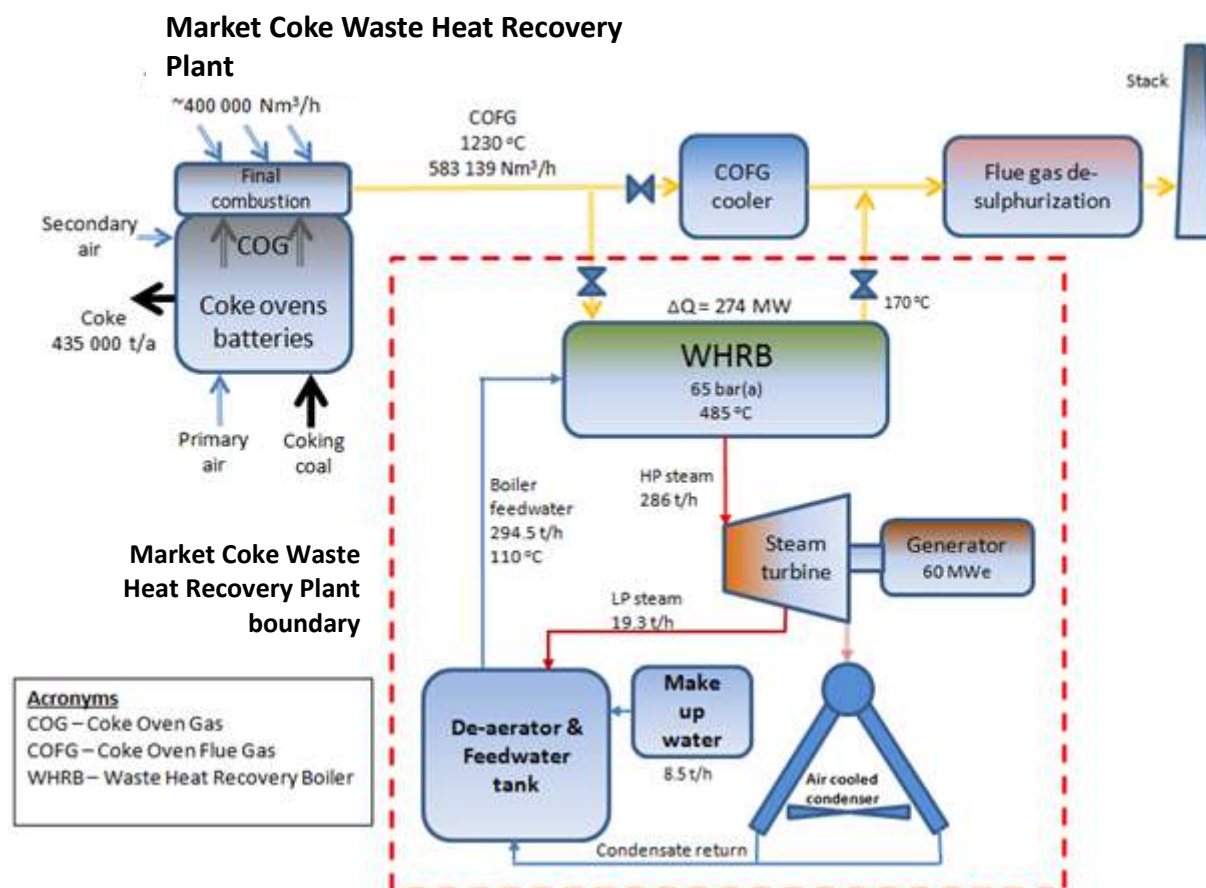 Market Coke Waste Heat Recovery
Plant
~400 000 Nm³/h
Final
combustion
Secondary
air
COG
Coke ovens
batteries
Coke
435 000 t/a
Primary
air
Coking
coal
COFG
1230 °C
583 139 Nm³/h
COFG
cooler
Flue gas de-
sulphurization
Stack
ΔQ = 274 MW
170 °C
WHRB
65 bar(a)
485 °C
Boiler
feedwater
294.5 t/h
110 °C
HP steam
286 t/h
Steam
turbine
Generator
60 MWe
LP steam
19.3 t/h
Market Coke Waste
Heat Recovery Plant
boundary
De-aerator &
Feedwater
tank
Make
up
water
8.5 t/h
Air cooled
condenser
Condensate return
Acronyms
COG – Coke Oven Gas
COFG – Coke Oven Flue Gas
WHRB – Waste Heat Recovery Boiler